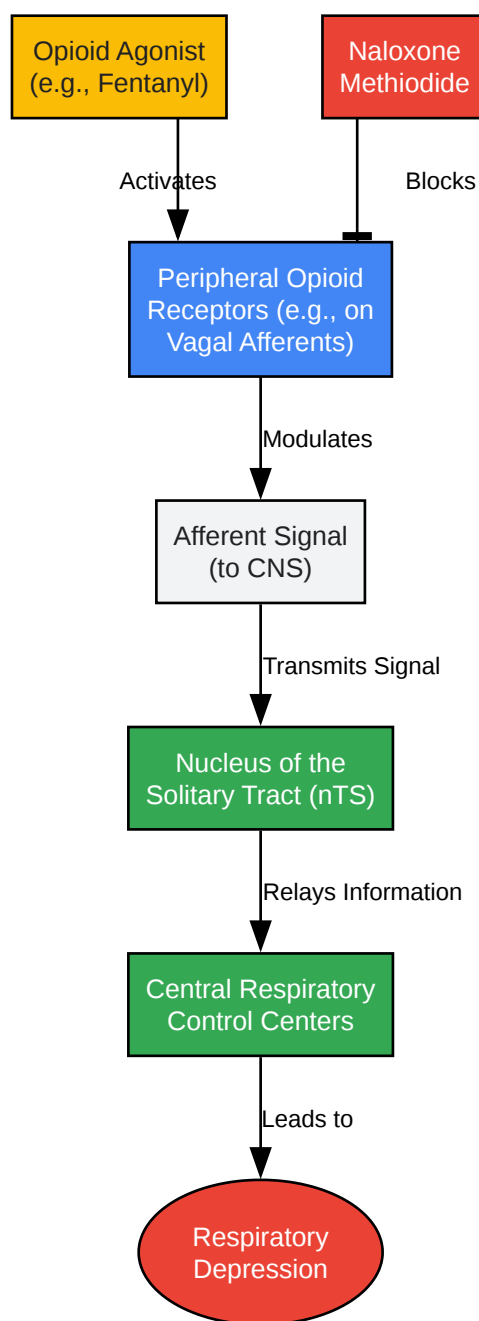 Opioid Agonist
(e.g., Fentanyl)
Naloxone
Methiodide
Activates
Blocks
Peripheral Opioid
Receptors (e.g., on
Vagal Afferents)
Modulates
Afferent Signal
(to CNS)
Transmits Signal
Nucleus of the
Solitary Tract (nTS)
Relays Information
Central Respiratory
Control Centers
Leads to
Respiratory
Depression